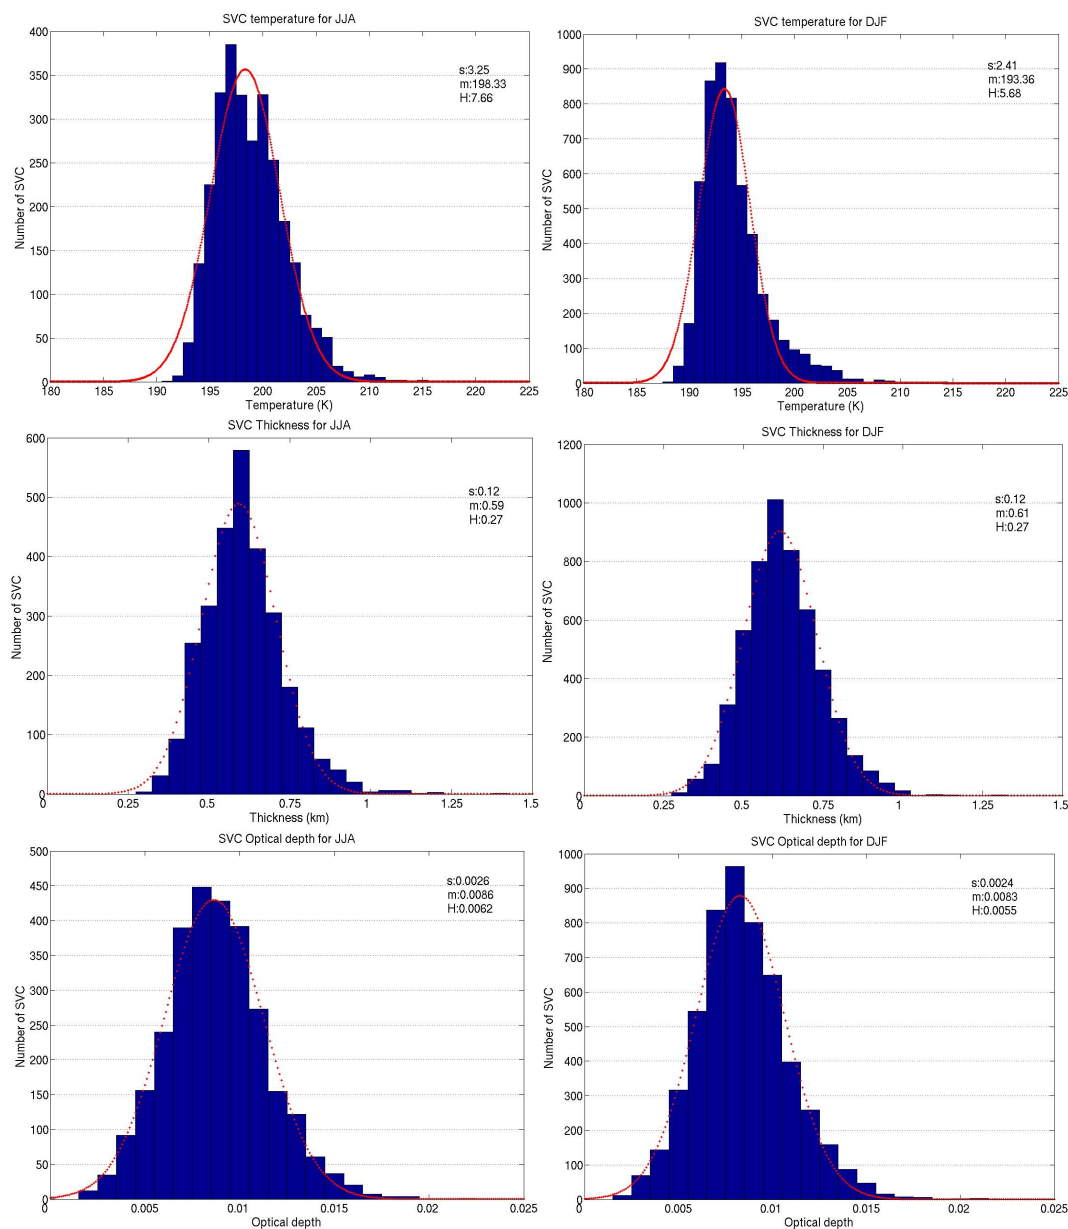 SVC temperature for JJA
400
350
300
250
200
150
100
50
0
Number of SVC
s:3.25
m:198.33
H:7.66
180 185 190 195 200 205 210 215 220 225
Temperature (K)
SVC temperature for DJF
1000
900
800
700
600
500
400
300
200
100
0
Number of SVC
s:2.41
m:193.36
H:5.68
180 185 190 195 200 205 210 215 220 225
Temperature (K)
SVC Thickness for JJA
600
500
400
300
200
100
0
Number of SVC
s:0.12
m:0.59
H:0.27
0 0.25 0.5 0.75 1 1.25 1.5
Thickness (km)
SVC Thickness for DJF
1200
1000
800
600
400
200
0
Number of SVC
s:0.12
m:0.61
H:0.27
0 0.25 0.5 0.75 1 1.25 1.5
Thickness (km)
SVC Optical depth for JJA
500
450
400
350
300
250
200
150
100
50
0
Number of SVC
s:0.0026
m:0.0086
H:0.0062
0 0.005 0.01 0.015 0.02 0.025
Optical depth
SVC Optical depth for DJF
1000
900
800
700
600
500
400
300
200
100
0
Number of SVC
s:0.0024
m:0.0083
H:0.0055
0 0.005 0.01 0.015 0.02 0.025
Optical depth